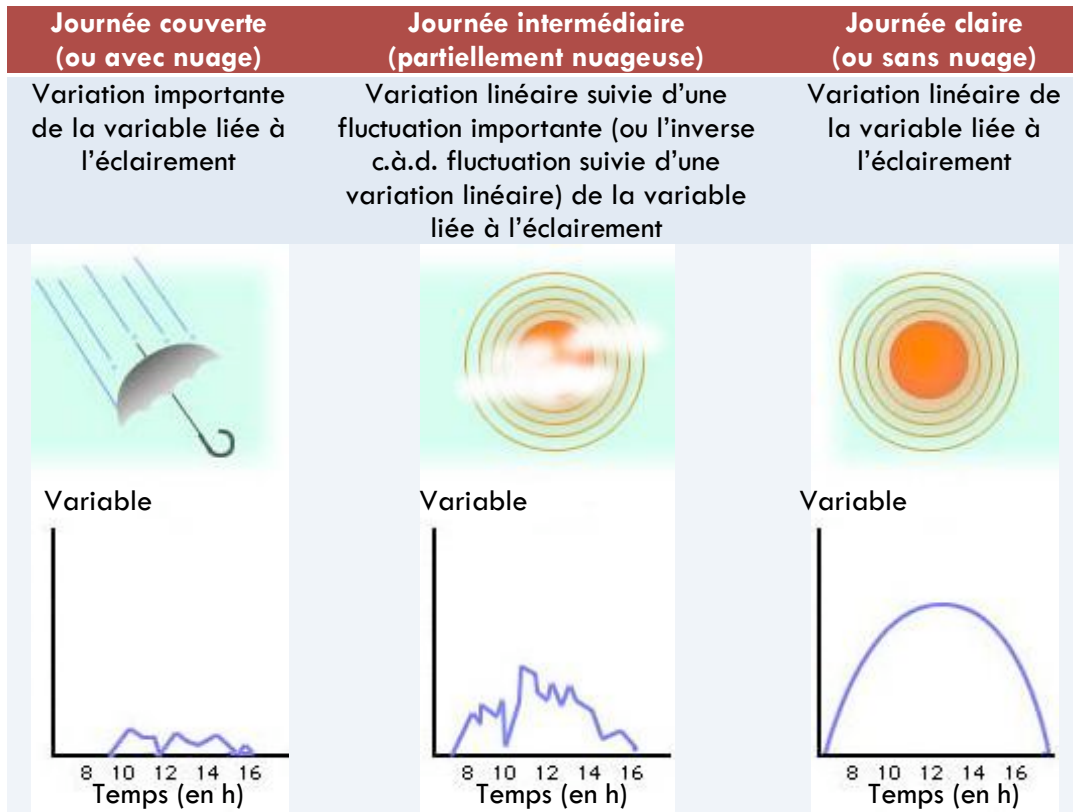 Journée couverte
(ou avec nuage)
Journée intermédiaire
(partiellement nuageuse)
Journée claire
(ou sans nuage)
Variation importante
de la variable liée à
l'éclairement
Variation linéaire suivie d'une
fluctuation importante (ou l'inverse
c.à.d. fluctuation suivie d'une
variation linéaire) de la variable
liée à l'éclairement
Variation linéaire de
la variable liée à
l'éclairement
Variable
8 10 12 14 16
Temps (en h)
Variable
8 10 12 14 16
Temps (en h)
Variable
8 10 12 14 16
Temps (en h)